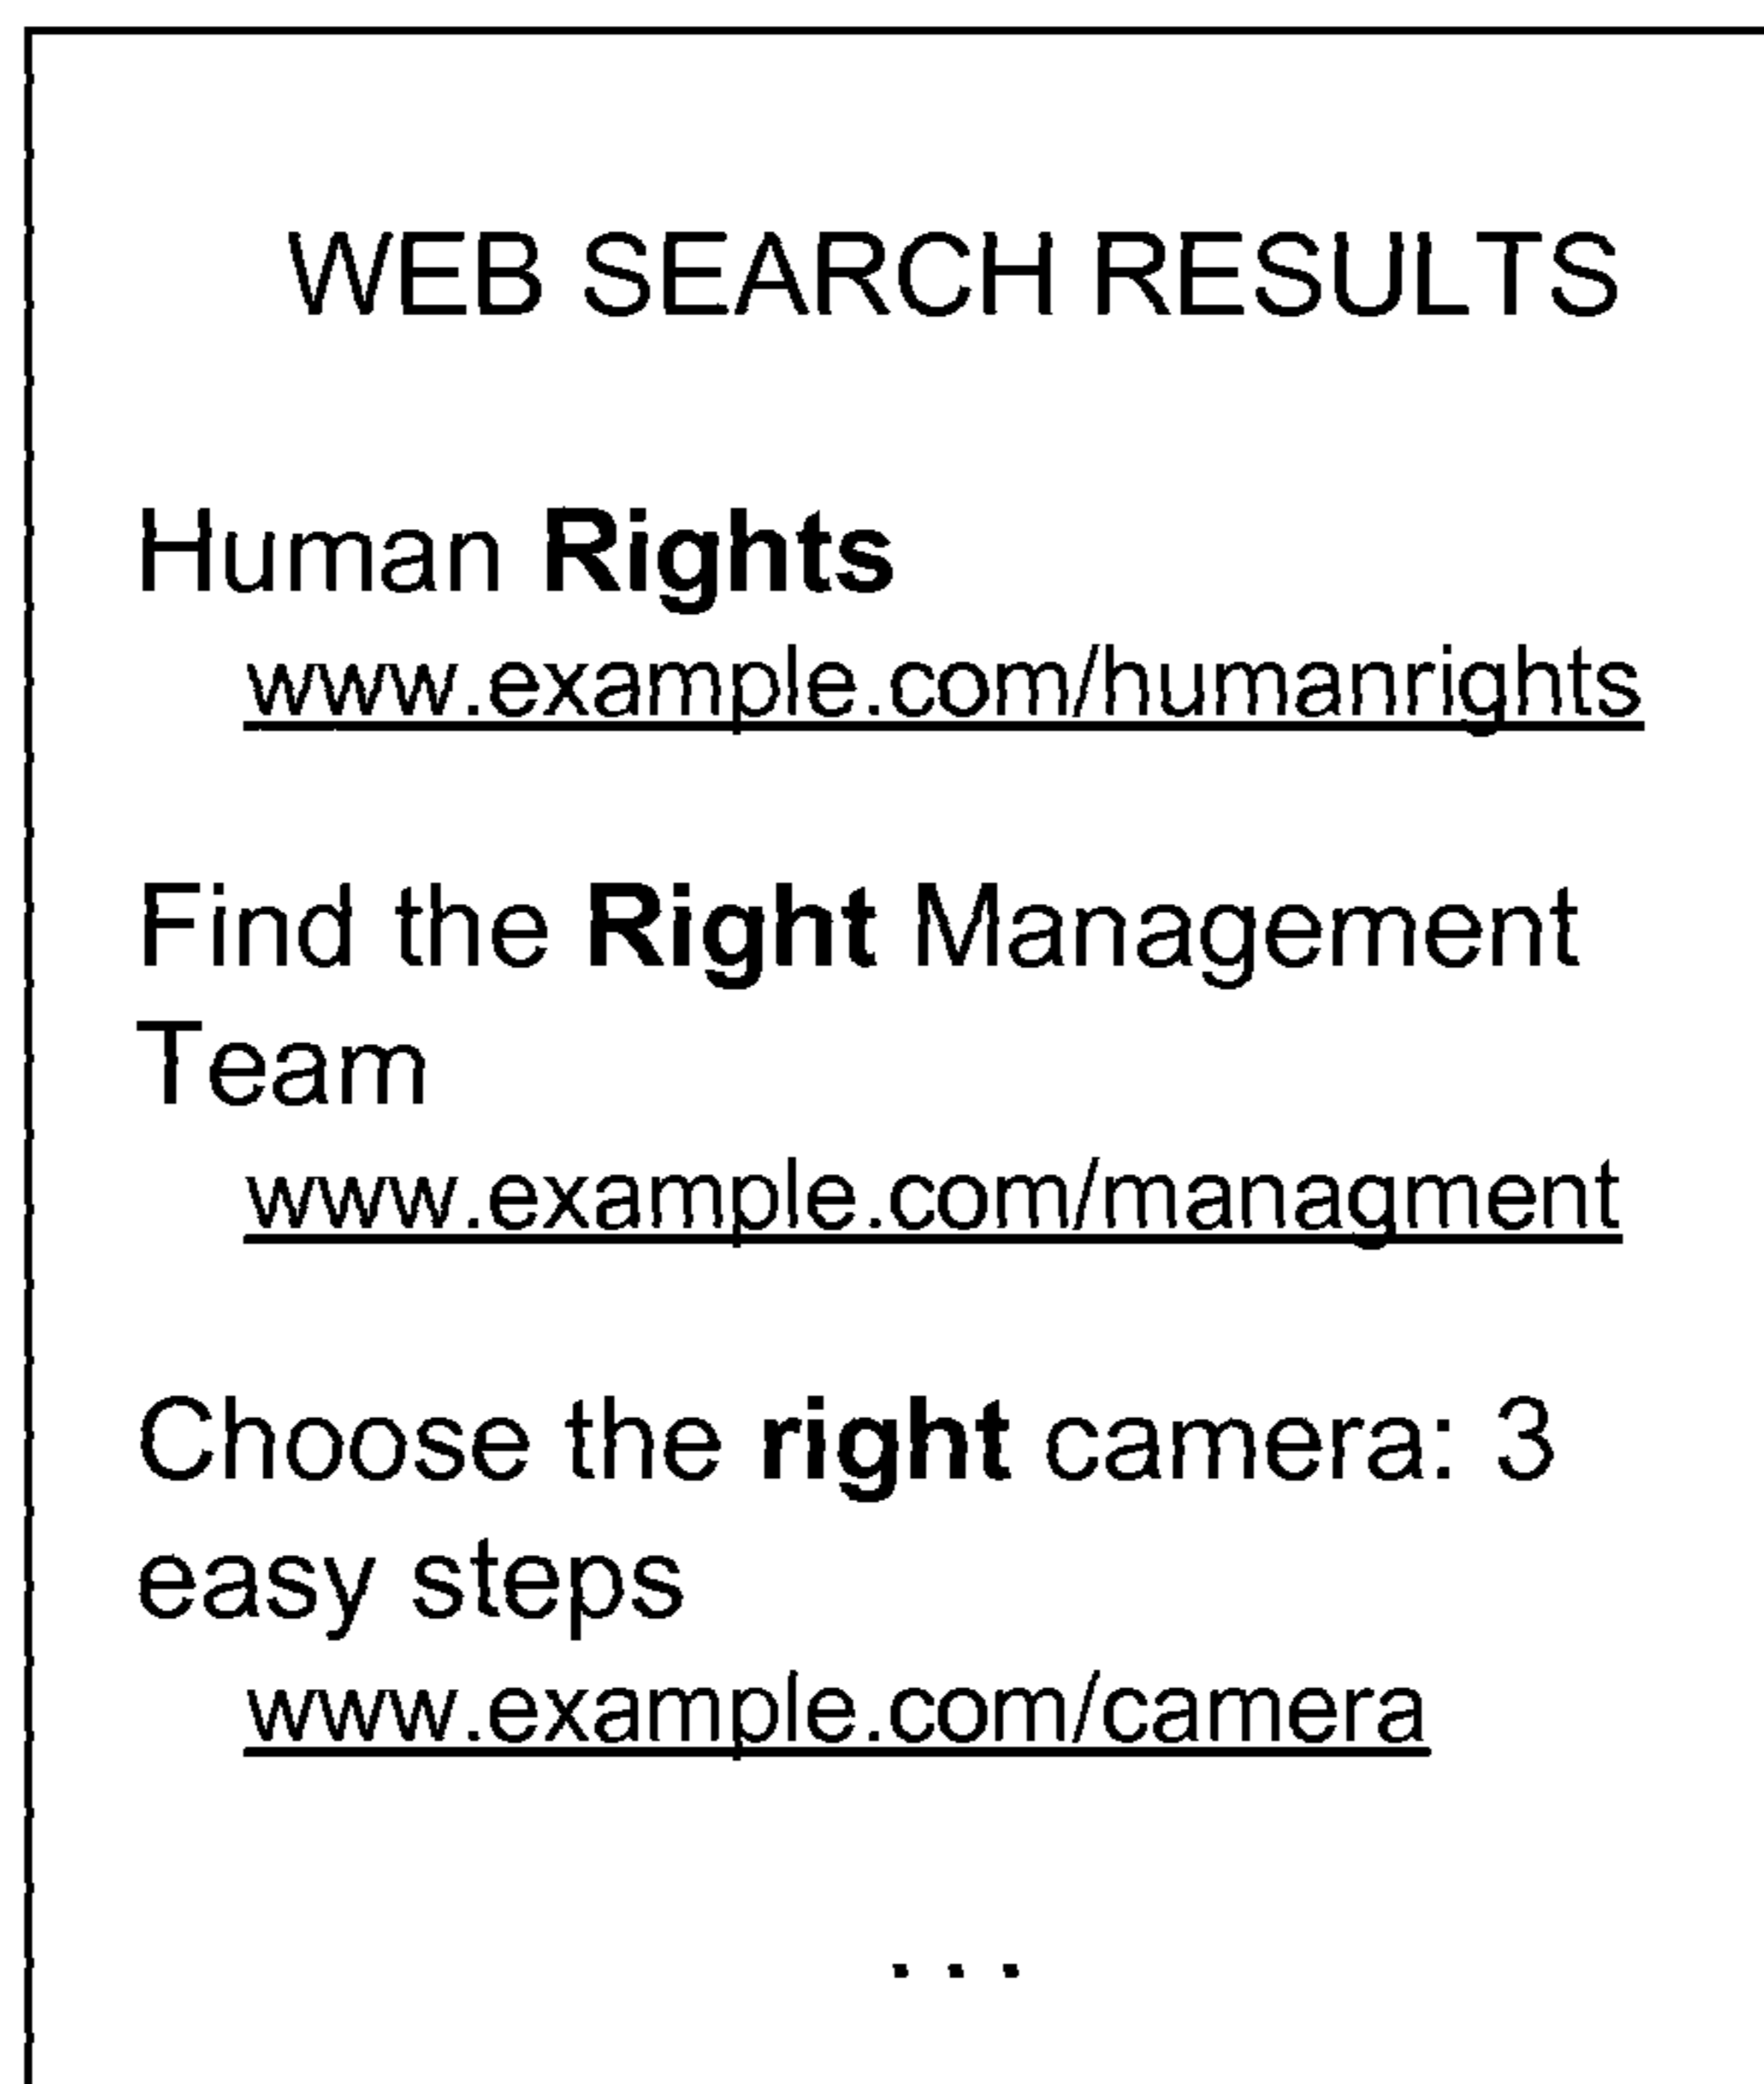 WEB SEARCH RESULTS
Human Rights
www.example.com/humanrights
Find the Right Management
Team
www.example.com/managment
Choose the right camera: 3
easy steps
www.example.com/camera
...